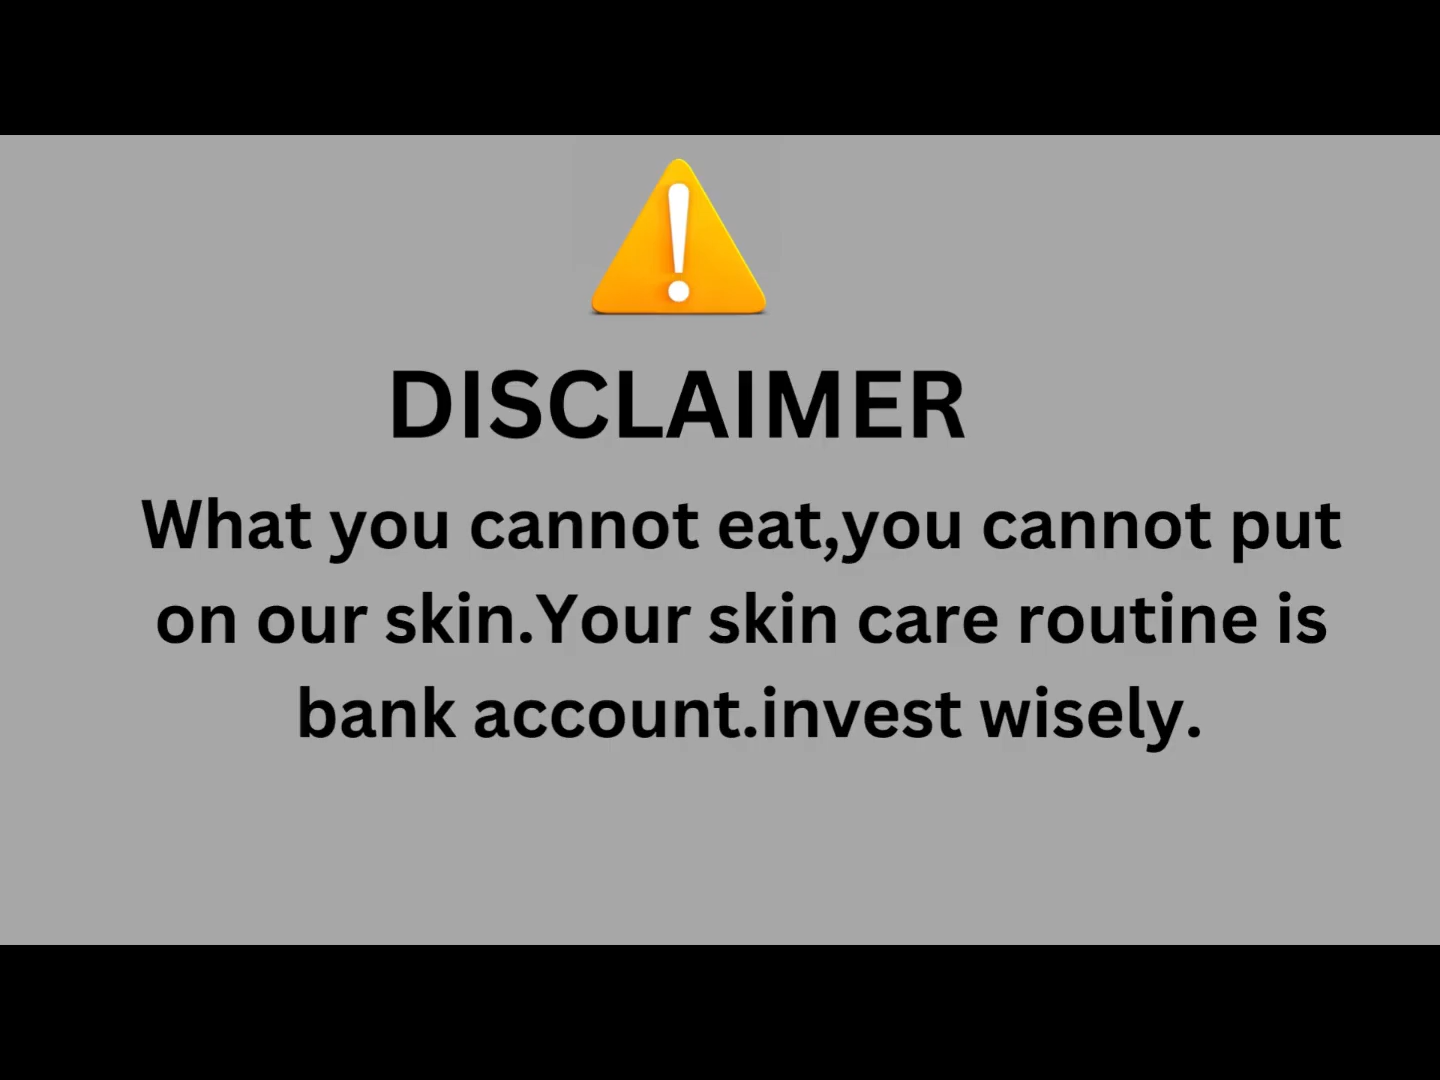 DISCLAIMER
What you cannot eat,you cannot put
on our skin.Your skin care routine is
bank account.invest wisely.